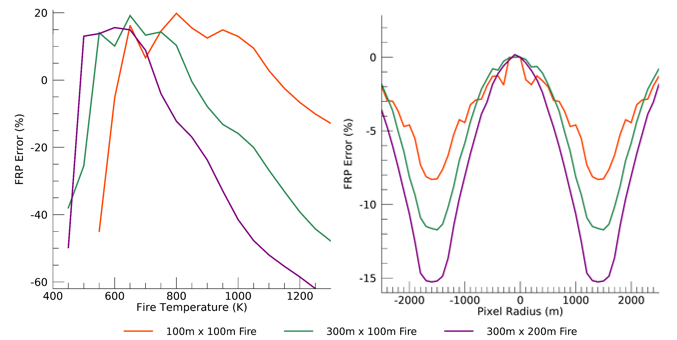 20
0
-20
-40
-60
FRP Error (%)
400 600 800 1000 1200
Fire Temperature (K)
0
-5
-10
-15
FRP Error (%)
-2000 -1000 0 1000 2000
Pixel Radius (m)
100m x 100m Fire 300m x 100m Fire 300m x 200m Fire